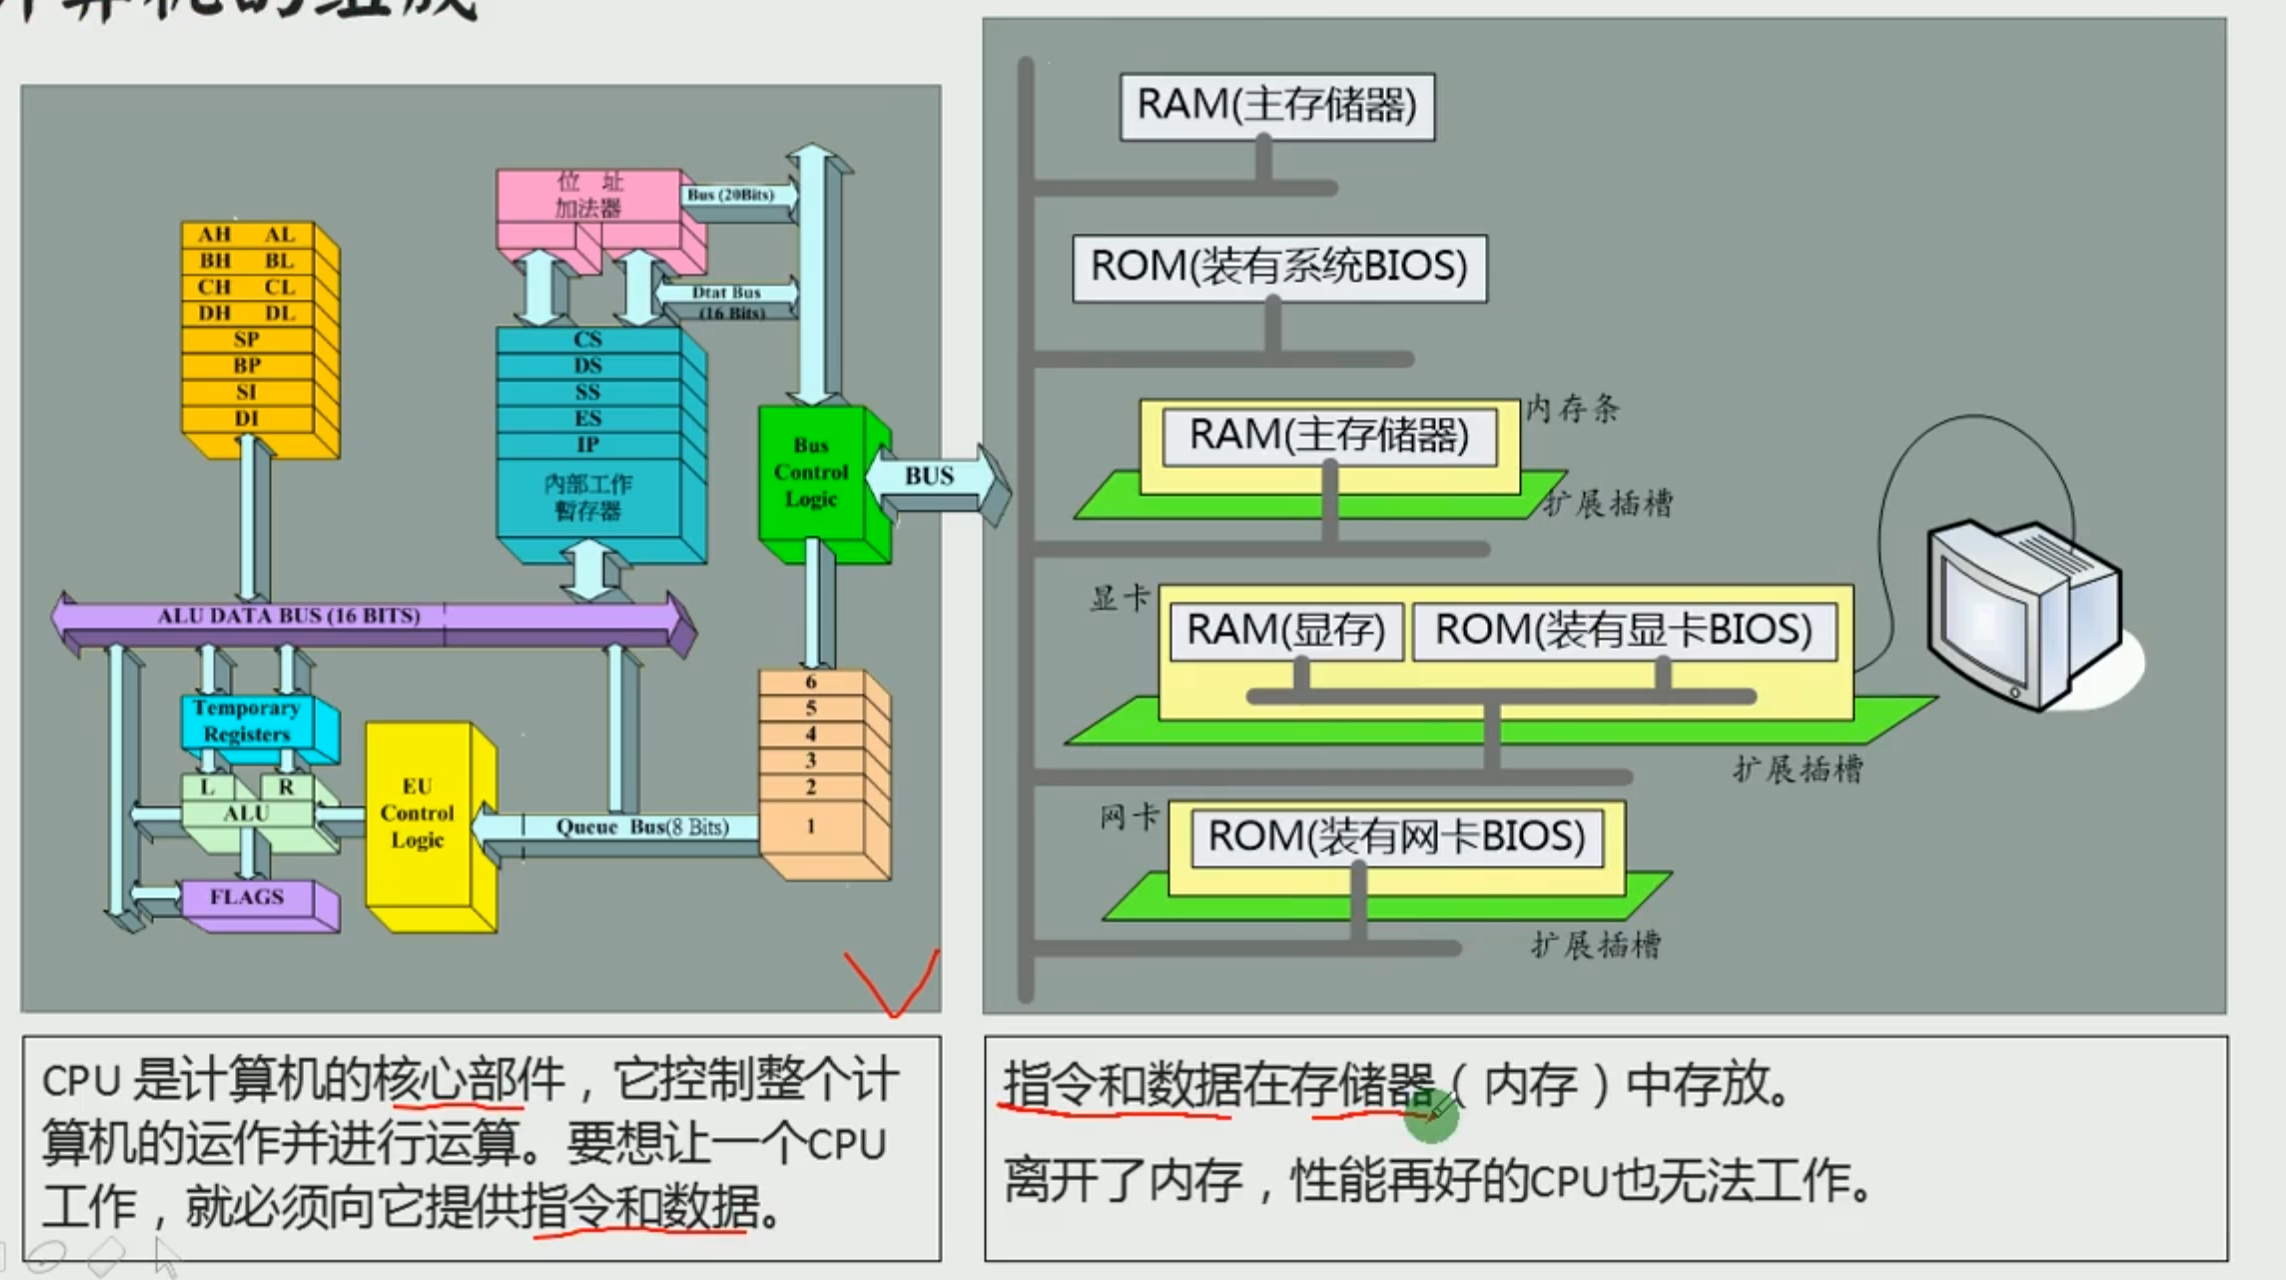 计算机的组成
位 址
加法器
Bus (20Bits)
AH AL
BH BL
CH CL
DH DL
SP
BP
SI
DI
Dtat Bus
(16 Bits)
CS
DS
SS
ES
IP
内部工作
暫存器
Bus
Control
Logic
BUS
ALU DATA BUS (16 BITS)
Temporary
Registers
L R
ALU
FLAGS
EU
Control
Logic
Queue Bus(8 Bits)
6
5
4
3
2
1
RAM(主存储器)
ROM(装有系统BIOS)
内存条
RAM(主存储器)
扩展插槽
显卡
RAM(显存) ROM(装有显卡BIOS)
扩展插槽
网卡
ROM(装有网卡BIOS)
扩展插槽
CPU 是计算机的核心部件，它控制整个计
算机的运作并进行运算。要想让一个CPU
工作，就必须向它提供指令和数据。
指令和数据在存储器（内存）中存放。
离开了内存，性能再好的CPU也无法工作。